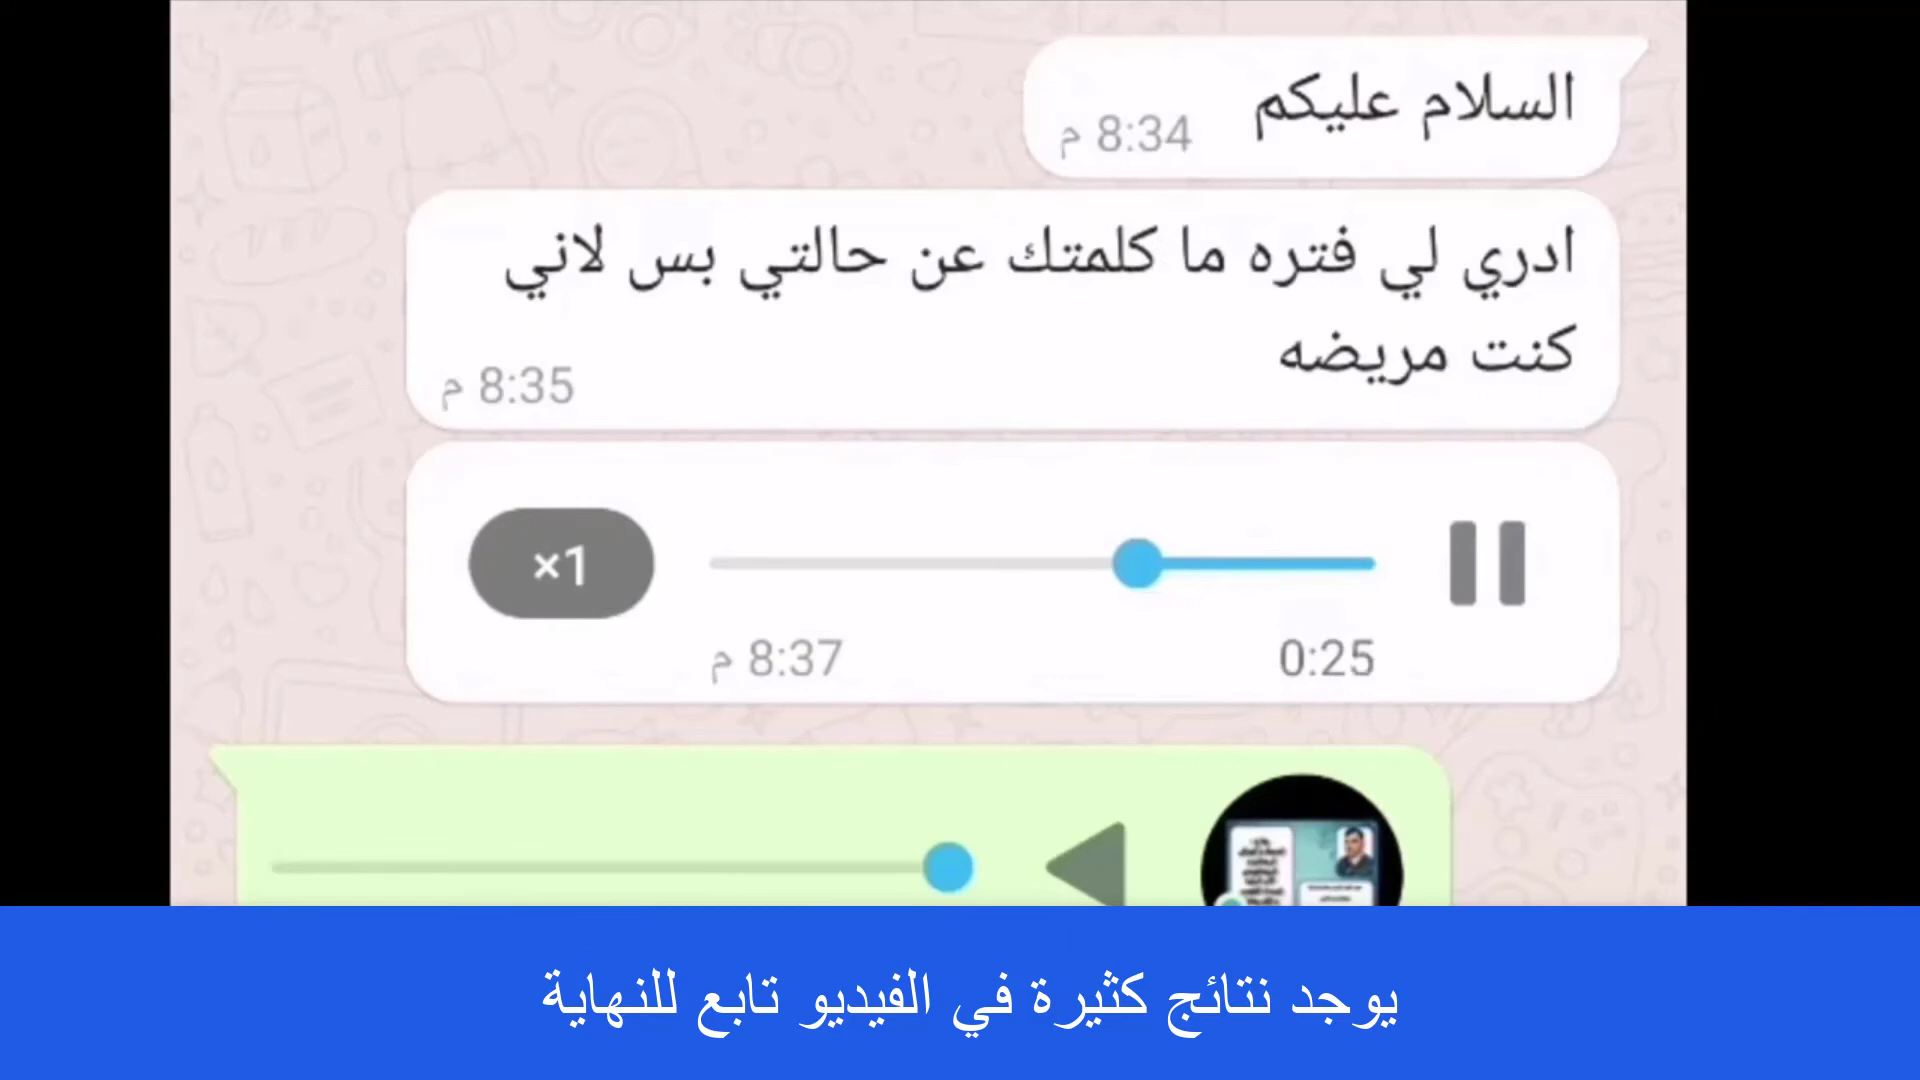 السلام عليكم
8:34 م
ادري لي فتره ما كلمتك عن حالتي بس لاني
كنت مريضه
8:35 م
×1
0:25
8:37 م
يوجد نتائج كثيرة في الفيديو تابع للنهاية